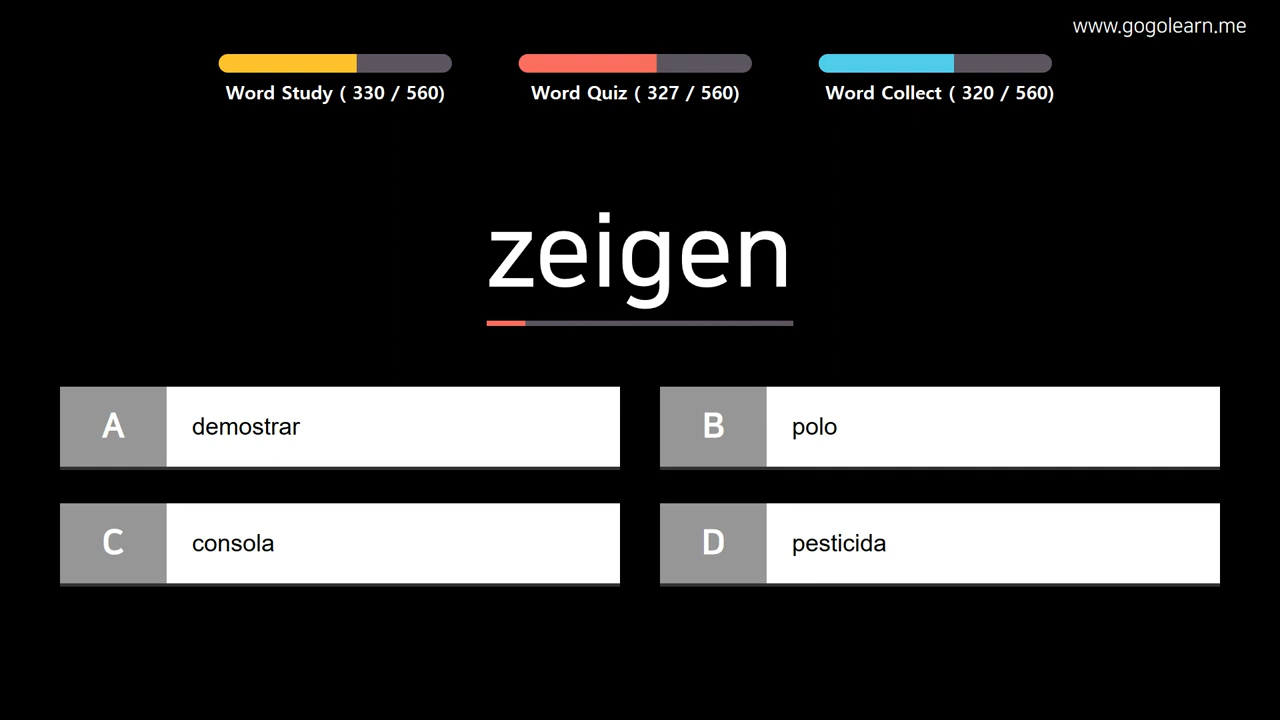 www.gogolearn.me
Word Study ( 330 / 560)
Word Quiz ( 327 / 560)
Word Collect ( 320 / 560)
zeigen
A
demostrar
B
polo
C
consola
D
pesticida